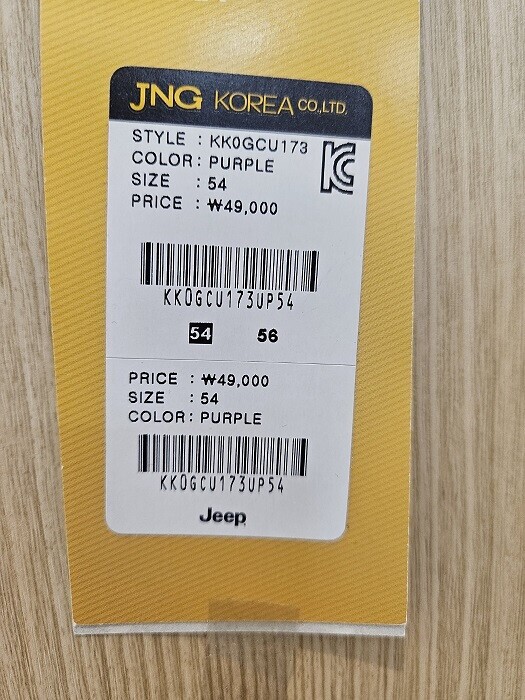 JNG KOREA CO.,LTD.
STYLE : KK0GCU173
COLOR : PURPLE
SIZE : 54
PRICE : ₩49,000
KK0GCU173UP54
54 56
PRICE : ₩49,000
SIZE : 54
COLOR : PURPLE
KK0GCU173UP54
Jeep